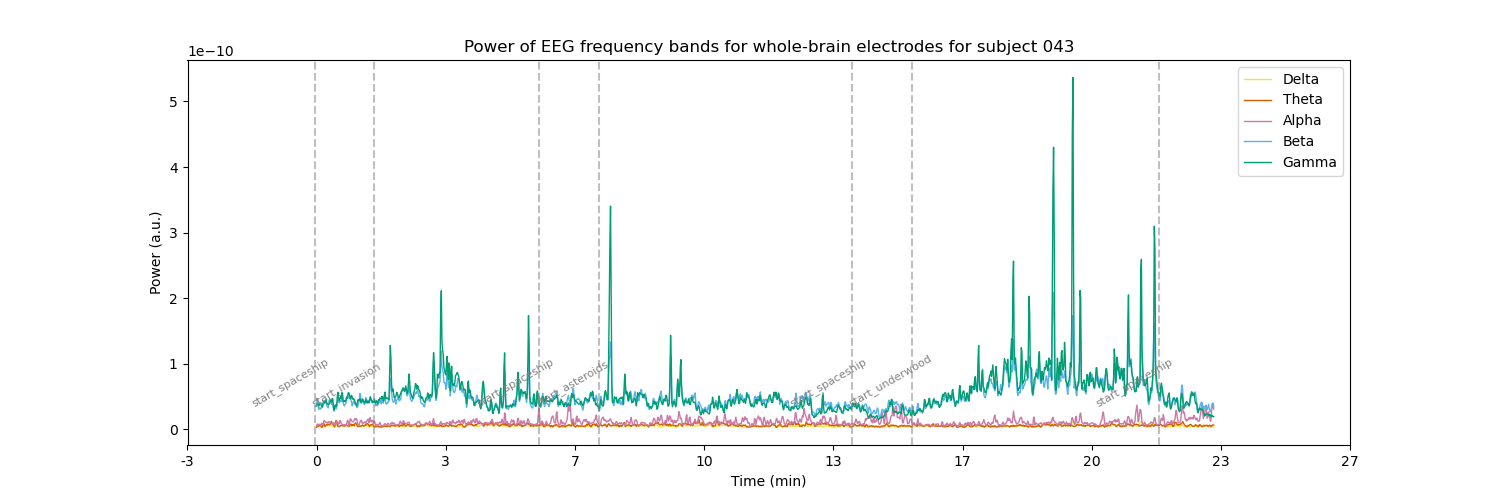 Power of EEG frequency bands for whole-brain electrodes for subject 043
1e−10
Delta
Theta
Alpha
Beta
Gamma
5
4
3
2
1
0
Power (a.u.)
start_spaceship
start_invasion
start_spaceship
start_asteroids
start_spaceship
start_underwood
start_spaceship
-3
0
3
7
10
13
17
20
23
27
Time (min)